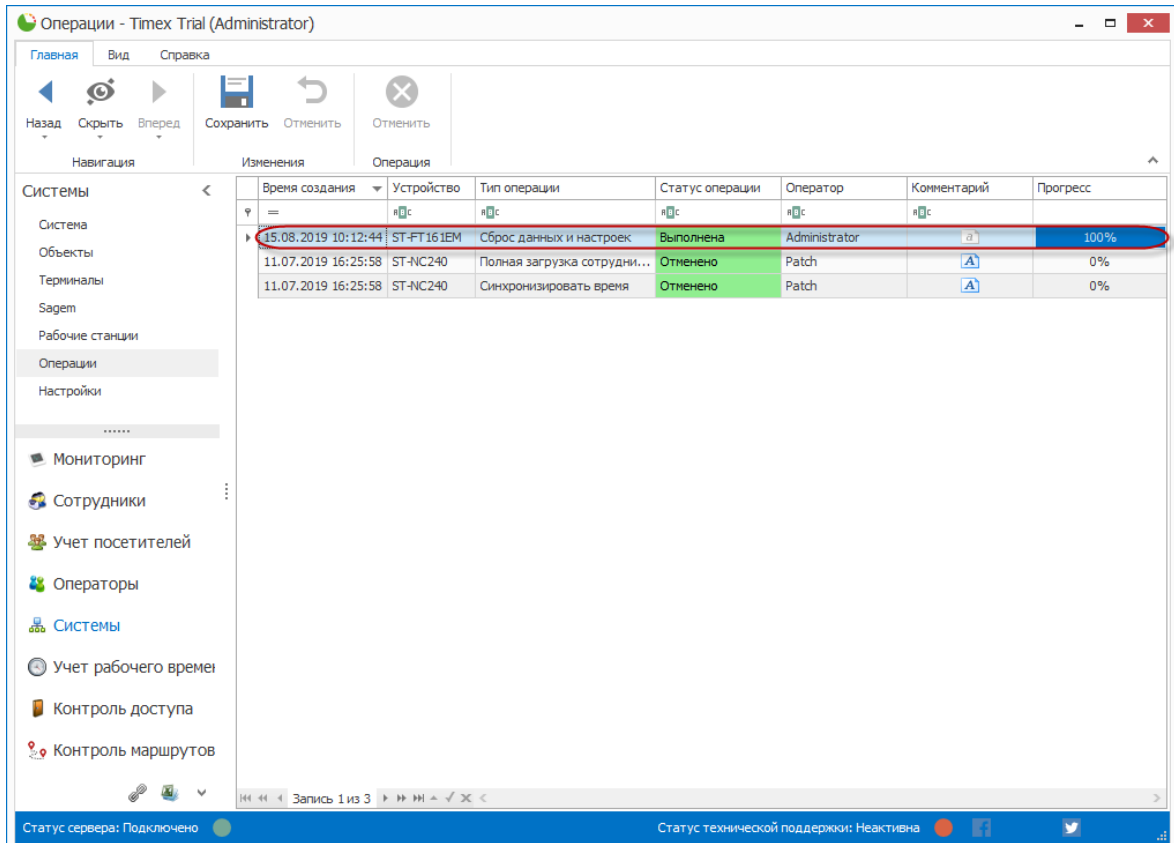 Операции - Timex Trial (Administrator)
Главная Вид Справка
Назад Скрыть Вперед Сохранить Отменить Отменить
Навигация Изменения Операция
Системы
Система
Объекты
Терминалы
Sagem
Рабочие станции
Операции
Настройки
Мониторинг
Сотрудники
Учет посетителей
Операторы
Системы
Учет рабочего времен
Контроль доступа
Контроль маршрутов
Время создания Устройство Тип операции Статус операции Оператор Комментарий Прогресс
15.08.2019 10:12:44 ST-FT161EM Сброс данных и настроек Выполнена Administrator 100%
11.07.2019 16:25:58 ST-NC240 Полная загрузка сотрудни... Отменено Patch 0%
11.07.2019 16:25:58 ST-NC240 Синхронизировать время Отменено Patch 0%
Запись 1 из 3
Статус сервера: Подключено Статус технической поддержки: Неактивна